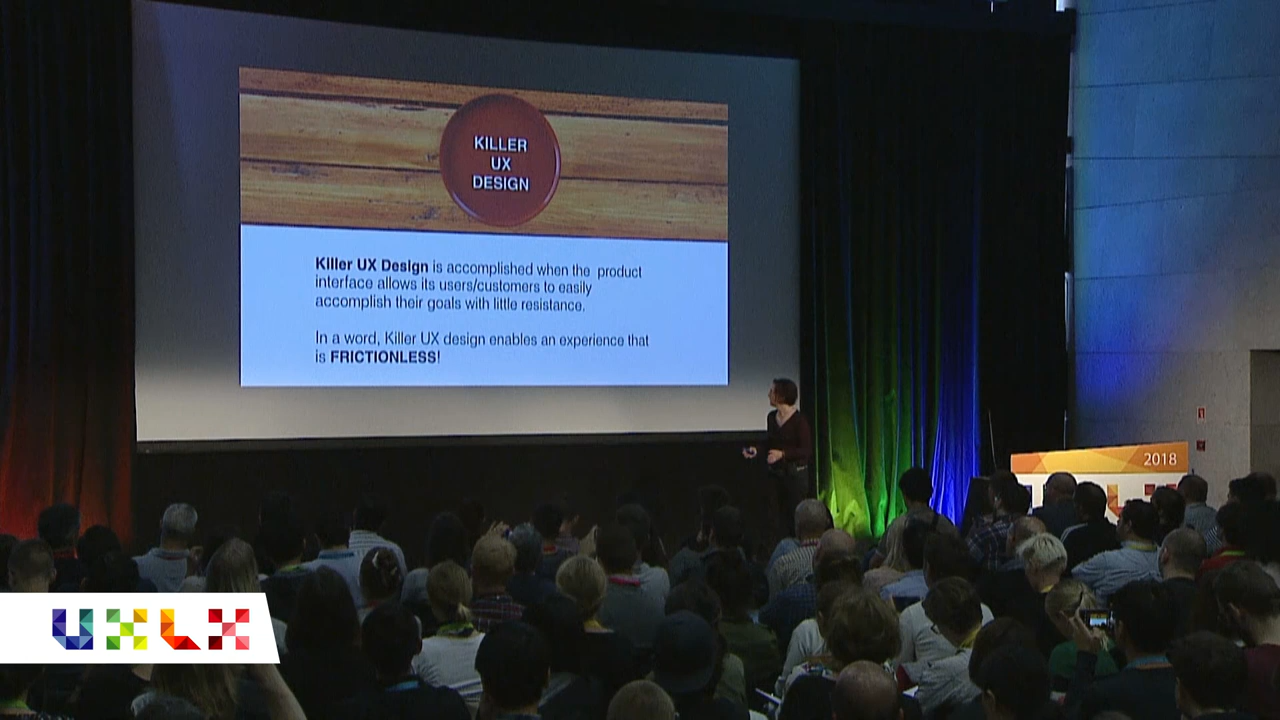 KILLER
UX
DESIGN
Killer UX Design is accomplished when the product
interface allows its users/customers to easily
accomplish their goals with little resistance.
In a word, Killer UX design enables an experience that
is FRICTIONLESS!
2018
UXLX